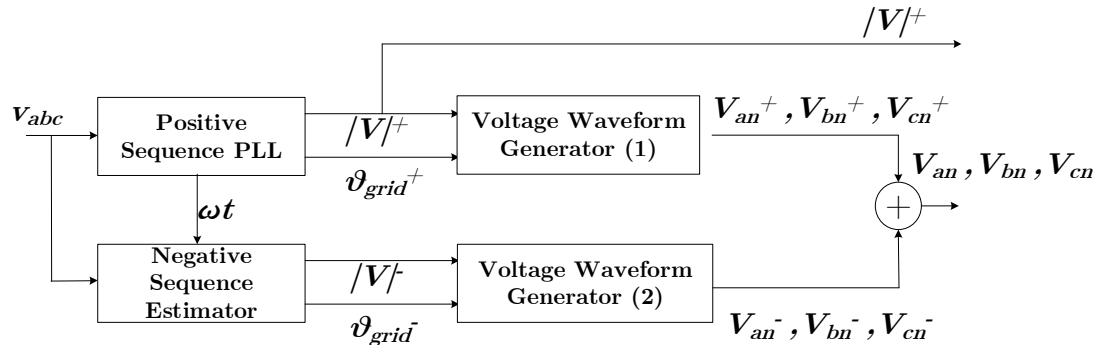 |V|⁺
v_abc
Positive
Sequence PLL
|V|⁺
ϑ_grid⁺
Voltage Waveform
Generator (1)
V_an⁺ , V_bn⁺ , V_cn⁺
V_an , V_bn , V_cn
+
ωt
Negative
Sequence
Estimator
|V|⁻
ϑ_grid⁻
Voltage Waveform
Generator (2)
V_an⁻ , V_bn⁻ , V_cn⁻